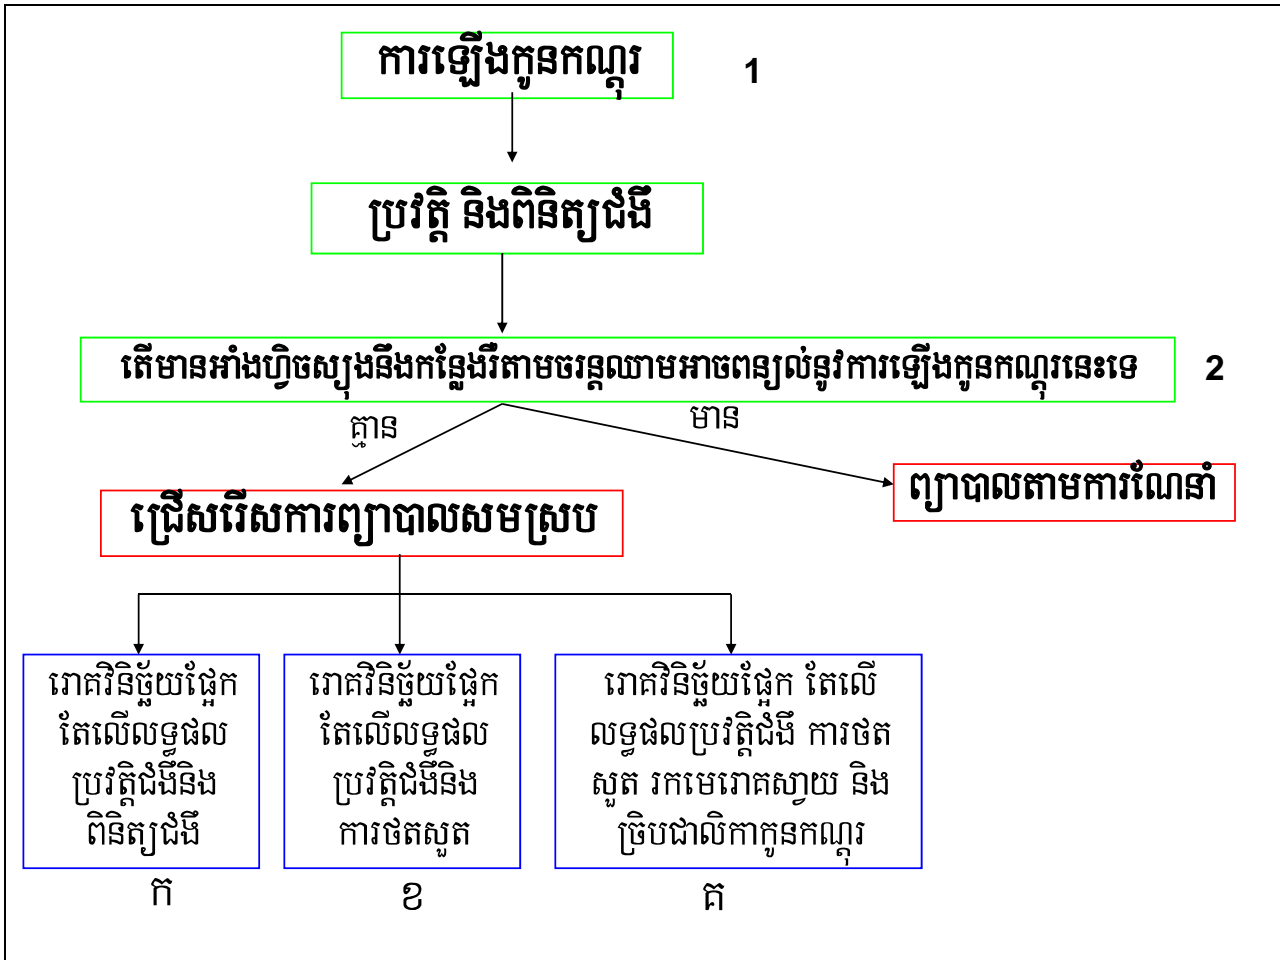 ការឡើងកូនកណ្តុរ
1
ប្រវត្តិ និងពិនិត្យជំងឺ
តើមានអាំងហ្វិចស្យុងនឹងកន្លែងរឺតាមចរន្តឈាមអាចពន្យល់នូវការឡើងកូនកណ្តុរនេះទេ
2
គ្មាន
មាន
ជ្រើសរើសការព្យាបាលសមស្រប
ព្យាបាលតាមការណែនាំ
រោគវិនិច្ឆ័យផ្អែក
តែលើលទ្ធផល
ប្រវត្តិជំងឺនិង
ពិនិត្យជំងឺ
ក
រោគវិនិច្ឆ័យផ្អែក
តែលើលទ្ធផល
ប្រវត្តិជំងឺនិង
ការថតសួត
ខ
រោគវិនិច្ឆ័យផ្អែក តែលើ
លទ្ធផលប្រវត្តិជំងឺ ការថត
សួត រកមេរោគស្វាយ និង
ច្រិបជាលិកាកូនកណ្តុរ
គ